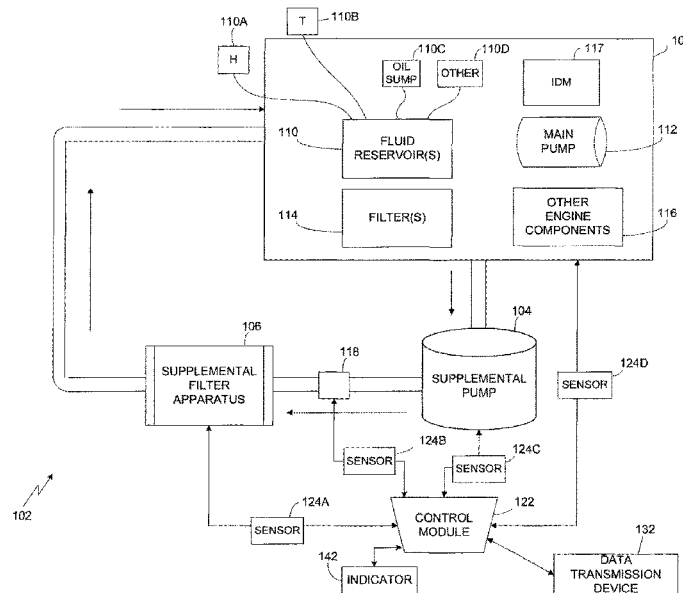 110B
110A
T
H
110C
110D
117
10
OIL
SUMP
OTHER
IDM
110
FLUID
RESERVOIR(S)
MAIN
PUMP
112
114
FILTER(S)
OTHER
ENGINE
COMPONENTS
116
106
118
104
SUPPLEMENTAL
FILTER
APPARATUS
SUPPLEMENTAL
PUMP
124D
SENSOR
124B
SENSOR
124C
SENSOR
102
124A
SENSOR
122
CONTROL
MODULE
132
142
INDICATOR
DATA
TRANSMISSION
DEVICE